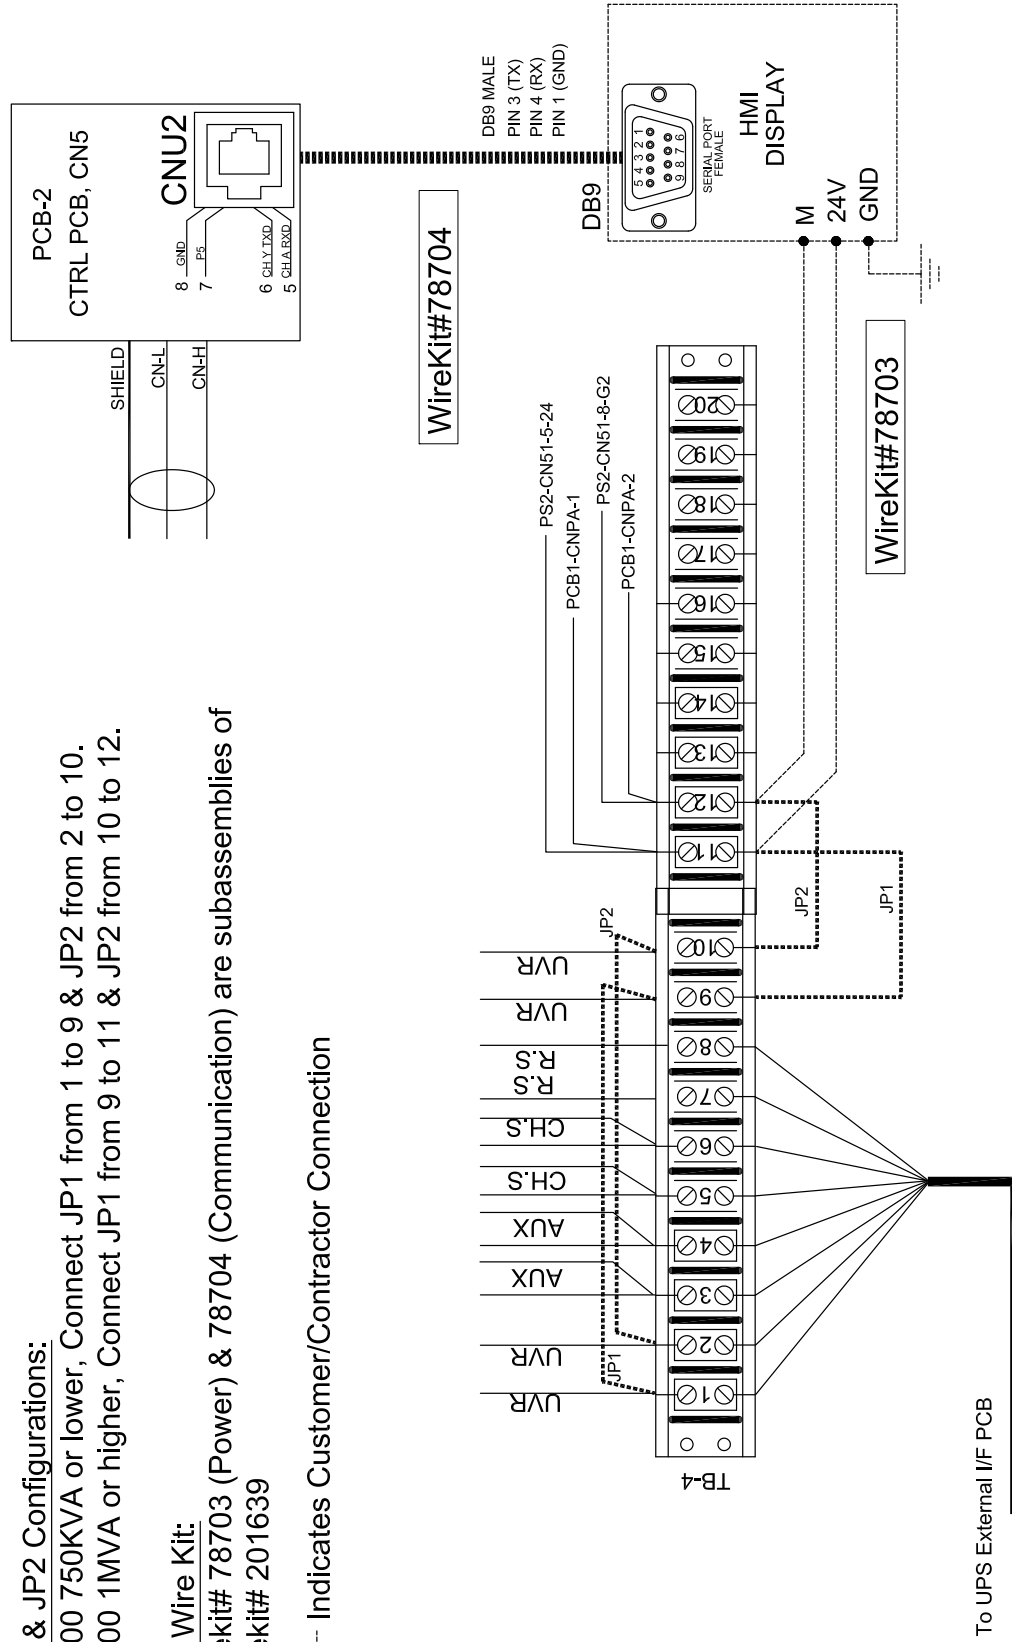 & JP2 Configurations:
00 750KVA or lower, Connect JP1 from 1 to 9 & JP2 from 2 to 10.
00 1MVA or higher, Connect JP1 from 9 to 11 & JP2 from 10 to 12.
Wire Kit:
ekit# 78703 (Power) & 78704 (Communication) are subassemblies of
ekit# 201639
Indicates Customer/Contractor Connection
PCB-2
CTRL PCB, CN5
CNU2
8 GND
7 P5
6 CH Y TXD
5 CH A RXD
SHIELD
CN-L
CN-H
WireKit#78704
DB9 MALE
PIN 3 (TX)
PIN 4 (RX)
PIN 1 (GND)
DB9
5 4 3 2 1
9 8 7 6
SERIAL PORT
FEMALE
HMI
DISPLAY
M
24V
GND
WireKit#78703
PS2-CN51-5-24
PCB1-CNPA-1
PS2-CN51-8-G2
PCB1-CNPA-2
UVR
UVR
AUX
AUX
CH.S
CH.S
R.S
R.S
UVR
UVR
JP1
JP2
JP2
JP1
TB-4
1
2
3
4
5
6
7
8
9
10
11
12
13
14
15
16
17
18
19
20
To UPS External I/F PCB